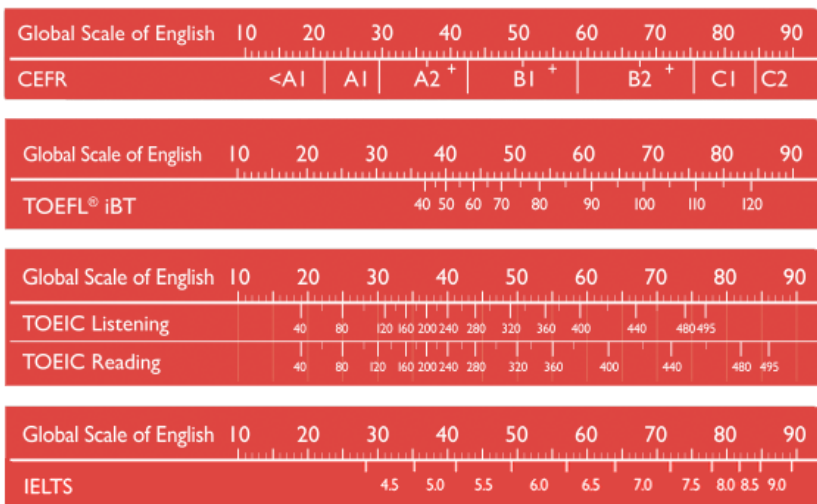 Global Scale of English 10 20 30 40 50 60 70 80 90
CEFR <A1 A1 A2 + B1 + B2 + C1 C2
Global Scale of English 10 20 30 40 50 60 70 80 90
TOEFL® iBT 40 50 60 70 80 90 100 110 120
Global Scale of English 10 20 30 40 50 60 70 80 90
TOEIC Listening 40 80 120 160 200 240 280 320 360 400 440 480 495
TOEIC Reading 40 80 120 160 200 240 280 320 360 400 440 480 495
Global Scale of English 10 20 30 40 50 60 70 80 90
IELTS 4.5 5.0 5.5 6.0 6.5 7.0 7.5 8.0 8.5 9.0